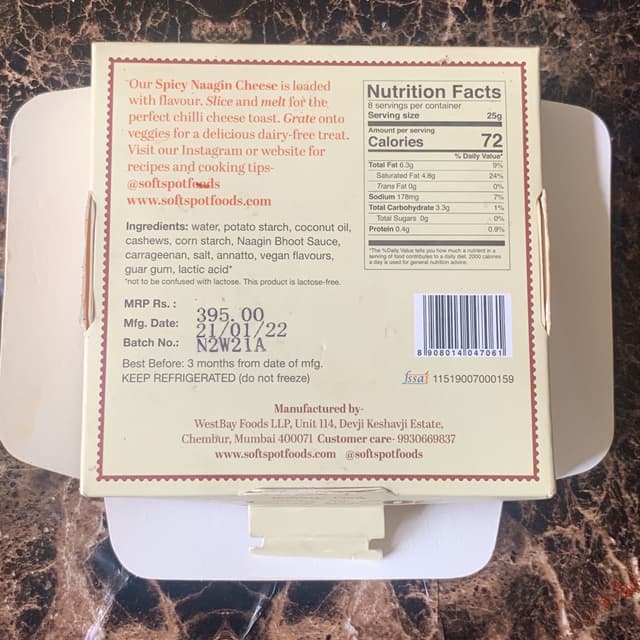 Our Spicy Naagin Cheese is loaded
with flavour. Slice and melt for the
perfect chilli cheese toast. Grate onto
veggies for a delicious dairy-free treat.
Visit our Instagram or website for
recipes and cooking tips-
@softspotfoods
www.softspotfoods.com
Ingredients: water, potato starch, coconut oil,
cashews, corn starch, Naagin Bhoot Sauce,
carrageenan, salt, annatto, vegan flavours,
guar gum, lactic acid*
*not to be confused with lactose. This product is lactose-free.
MRP Rs. : 395.00
Mfg. Date: 21/01/22
Batch No.: N2W21A
Best Before: 3 months from date of mfg.
KEEP REFRIGERATED (do not freeze)
Nutrition Facts
8 servings per container
Serving size 25g
Amount per serving
Calories 72
% Daily Value*
Total Fat 6.3g 9%
Saturated Fat 4.8g 24%
Trans Fat 0g 0%
Sodium 178mg 7%
Total Carbohydrate 3.3g 1%
Total Sugars 0g 0%
Protein 0.4g 0.9%
*The %Daily Value tells you how much a nutrient in a
serving of food contributes to a daily diet. 2000 calories
a day is used for general nutrition advice.
8 908014 047061
fssai 11519007000159
Manufactured by-
WestBay Foods LLP, Unit 114, Devji Keshavji Estate,
Chembur, Mumbai 400071 Customer care- 9930669837
www.softspotfoods.com @softspotfoods